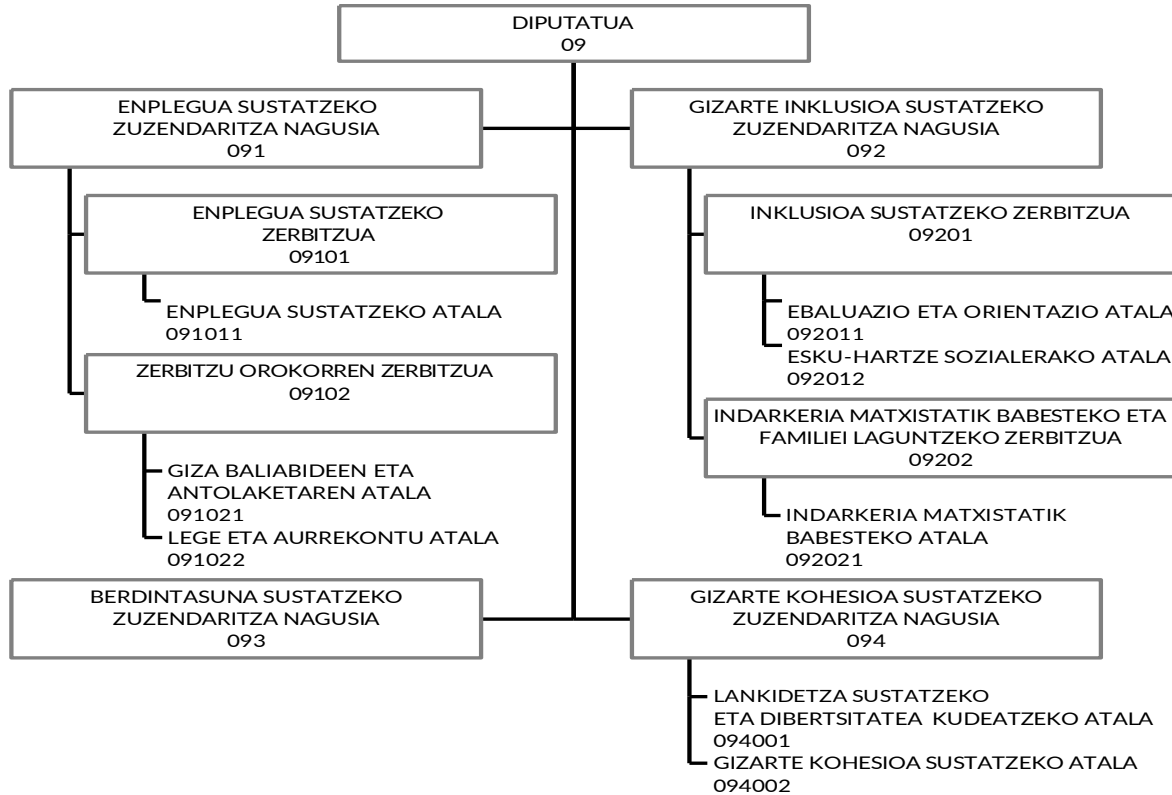 DIPUTATUA
09
ENPLEGUA SUSTATZEKO
ZUZENDARITZA NAGUSIA
091
GIZARTE INKLUSIOA SUSTATZEKO
ZUZENDARITZA NAGUSIA
092
ENPLEGUA SUSTATZEKO
ZERBITZUA
09101
ENPLEGUA SUSTATZEKO ATALA
091011
ZERBITZU OROKORREN ZERBITZUA
09102
GIZA BALIABIDEEN ETA
ANTOLAKETAREN ATALA
091021
LEGE ETA AURREKONTU ATALA
091022
INKLUSIOA SUSTATZEKO ZERBITZUA
09201
EBALUAZIO ETA ORIENTAZIO ATALA
092011
ESKU-HARTZE SOZIALERAKO ATALA
092012
INDARKERIA MATXISTATIK BABESTEKO ETA
FAMILIEI LAGUNTZEKO ZERBITZUA
09202
INDARKERIA MATXISTATIK
BABESTEKO ATALA
092021
BERDINTASUNA SUSTATZEKO
ZUZENDARITZA NAGUSIA
093
GIZARTE KOHESIOA SUSTATZEKO
ZUZENDARITZA NAGUSIA
094
LANKIDETZA SUSTATZEKO
ETA DIBERTSITATEA KUDEATZEKO ATALA
094001
GIZARTE KOHESIOA SUSTATZEKO ATALA
094002